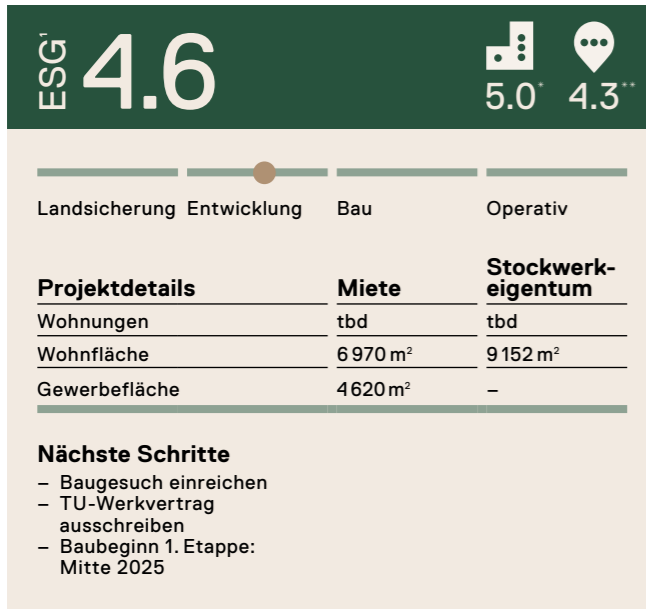 ESG¹ 4.6
5.0* 4.3**
Landsicherung Entwicklung Bau Operativ
Projektdetails Miete Stockwerk-
eigentum
Wohnungen tbd tbd
Wohnfläche 6 970 m² 9 152 m²
Gewerbefläche 4 620 m² –
Nächste Schritte
– Baugesuch einreichen
– TU-Werkvertrag
ausschreiben
– Baubeginn 1. Etappe:
Mitte 2025